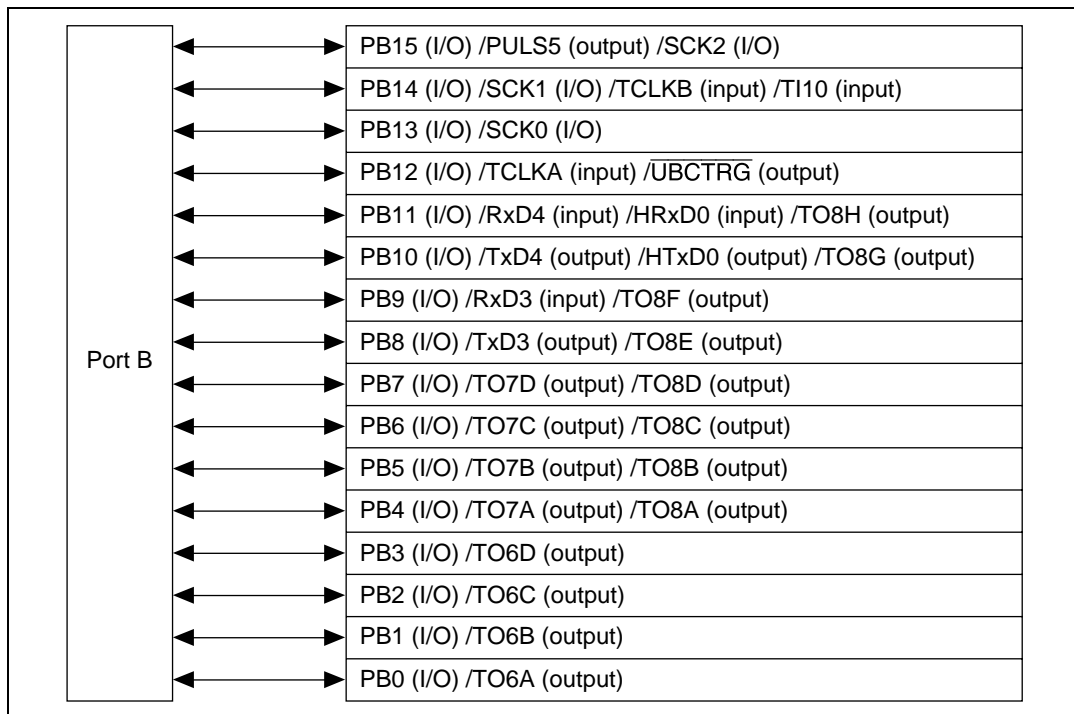 PB15 (I/O) /PULS5 (output) /SCK2 (I/O)
PB14 (I/O) /SCK1 (I/O) /TCLKB (input) /TI10 (input)
PB13 (I/O) /SCK0 (I/O)
PB12 (I/O) /TCLKA (input) /U̅B̅C̅T̅R̅G̅ (output)
PB11 (I/O) /RxD4 (input) /HRxD0 (input) /TO8H (output)
PB10 (I/O) /TxD4 (output) /HTxD0 (output) /TO8G (output)
PB9 (I/O) /RxD3 (input) /TO8F (output)
PB8 (I/O) /TxD3 (output) /TO8E (output)
Port B
PB7 (I/O) /TO7D (output) /TO8D (output)
PB6 (I/O) /TO7C (output) /TO8C (output)
PB5 (I/O) /TO7B (output) /TO8B (output)
PB4 (I/O) /TO7A (output) /TO8A (output)
PB3 (I/O) /TO6D (output)
PB2 (I/O) /TO6C (output)
PB1 (I/O) /TO6B (output)
PB0 (I/O) /TO6A (output)